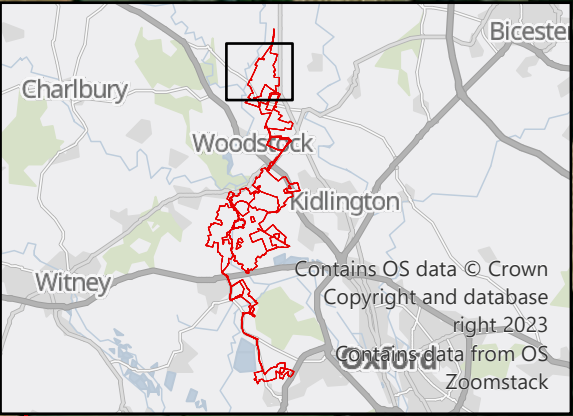 Bicester
Charlbury
Woodstock
Kidlington
Witney
Contains OS data © Crown
Copyright and database
right 2023
Oxford
Contains data from OS
Zoomstack